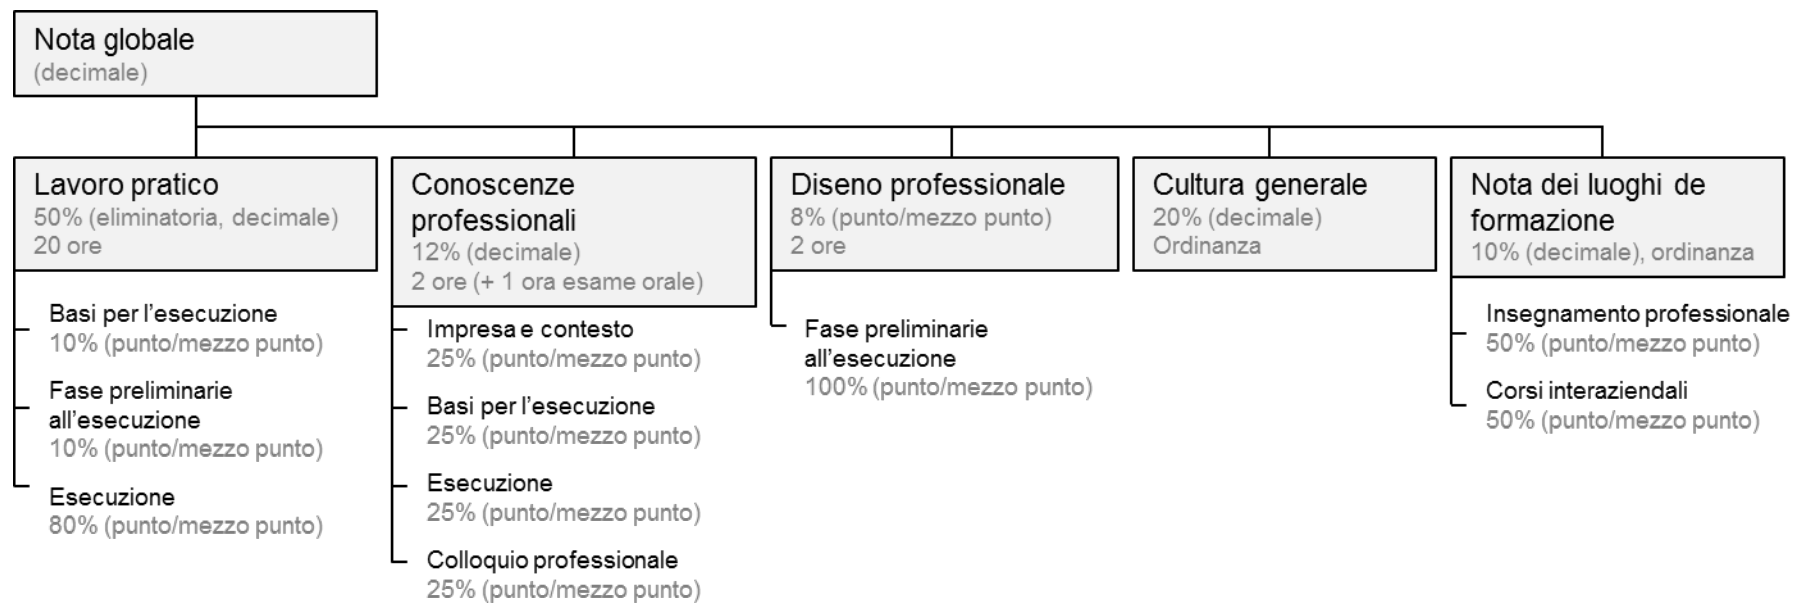 Nota globale
(decimale)
Lavoro pratico
50% (eliminatoria, decimale)
20 ore
Basi per l'esecuzione
10% (punto/mezzo punto)
Fase preliminarie
all'esecuzione
10% (punto/mezzo punto)
Esecuzione
80% (punto/mezzo punto)
Conoscenze
professionali
12% (decimale)
2 ore (+ 1 ora esame orale)
Impresa e contesto
25% (punto/mezzo punto)
Basi per l'esecuzione
25% (punto/mezzo punto)
Esecuzione
25% (punto/mezzo punto)
Colloquio professionale
25% (punto/mezzo punto)
Diseno professionale
8% (punto/mezzo punto)
2 ore
Fase preliminarie
all'esecuzione
100% (punto/mezzo punto)
Cultura generale
20% (decimale)
Ordinanza
Nota dei luoghi de
formazione
10% (decimale), ordinanza
Insegnamento professionale
50% (punto/mezzo punto)
Corsi interaziendali
50% (punto/mezzo punto)